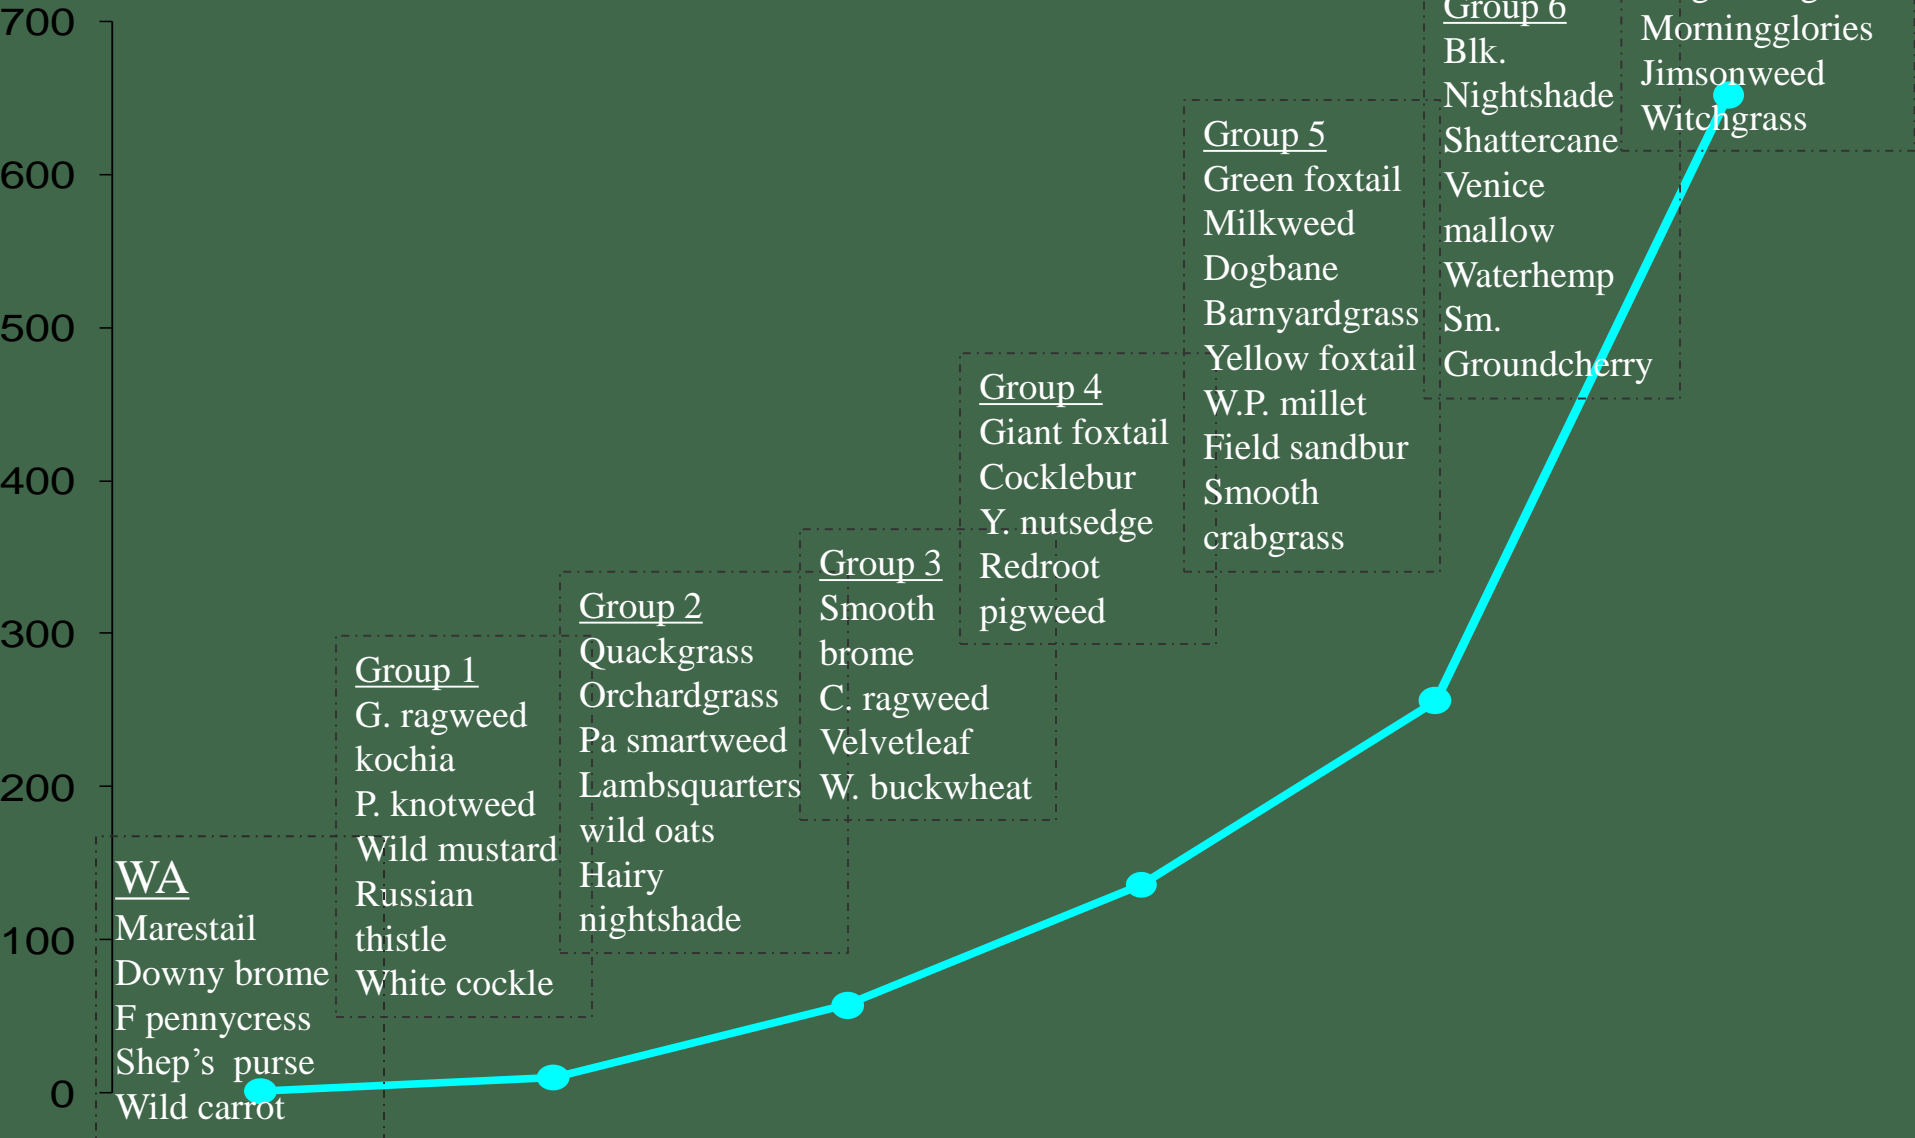 700
600
500
400
300
200
100
0
WA
Marestail
Downy brome
F pennycress
Shep’s purse
Wild carrot
Group 1
G. ragweed
kochia
P. knotweed
Wild mustard
Russian
thistle
White cockle
Group 2
Quackgrass
Orchardgrass
Pa smartweed
Lambsquarters
wild oats
Hairy
nightshade
Group 3
Smooth
brome
C. ragweed
Velvetleaf
W. buckwheat
Group 4
Giant foxtail
Cocklebur
Y. nutsedge
Redroot
pigweed
Group 5
Green foxtail
Milkweed
Dogbane
Barnyardgrass
Yellow foxtail
W.P. millet
Field sandbur
Smooth
crabgrass
Group 6
Blk.
Nightshade
Shattercane
Venice
mallow
Waterhemp
Sm.
Groundcherry
Morningglories
Jimsonweed
Witchgrass